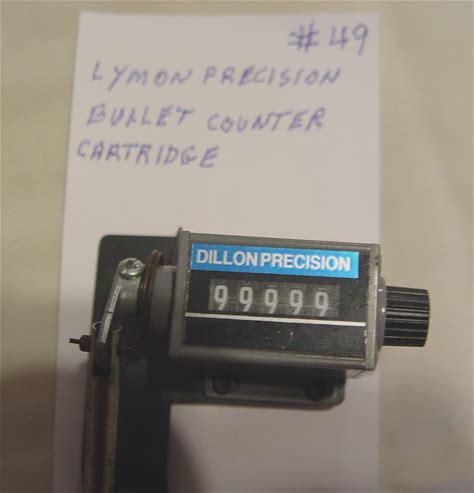 #49
LYMON PRECISION
BULLET COUNTER
CARTRIDGE
DILLON PRECISION
99999